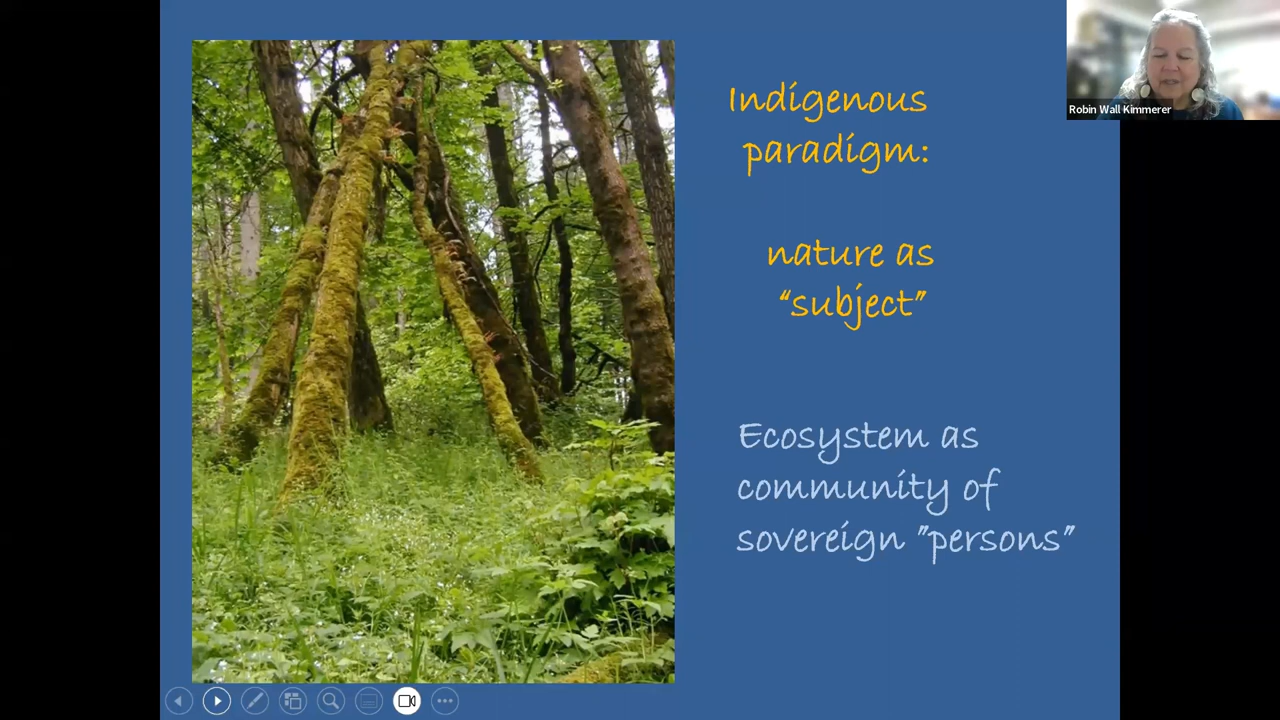 Indigenous
paradigm:
nature as
“subject”
Ecosystem as
community of
sovereign ”persons”
Robin Wall Kimmerer